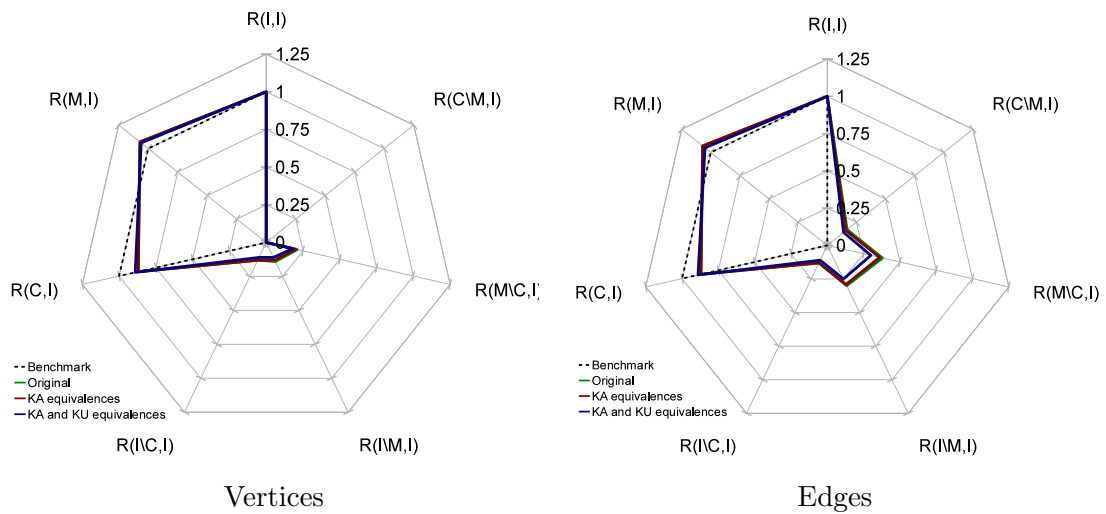 R(I,I)
1.25
R(M,I)
R(C\M,I)
1
0.75
0.5
0.25
0
R(C,I)
R(M\C,I)
Benchmark
Original
KA equivalences
KA and KU equivalences
R(I\C,I)
R(I\M,I)
Vertices
R(I,I)
1.25
R(M,I)
R(C\M,I)
1
0.75
0.5
0.25
0
R(C,I)
R(M\C,I)
Benchmark
Original
KA equivalences
KA and KU equivalences
R(I\C,I)
R(I\M,I)
Edges